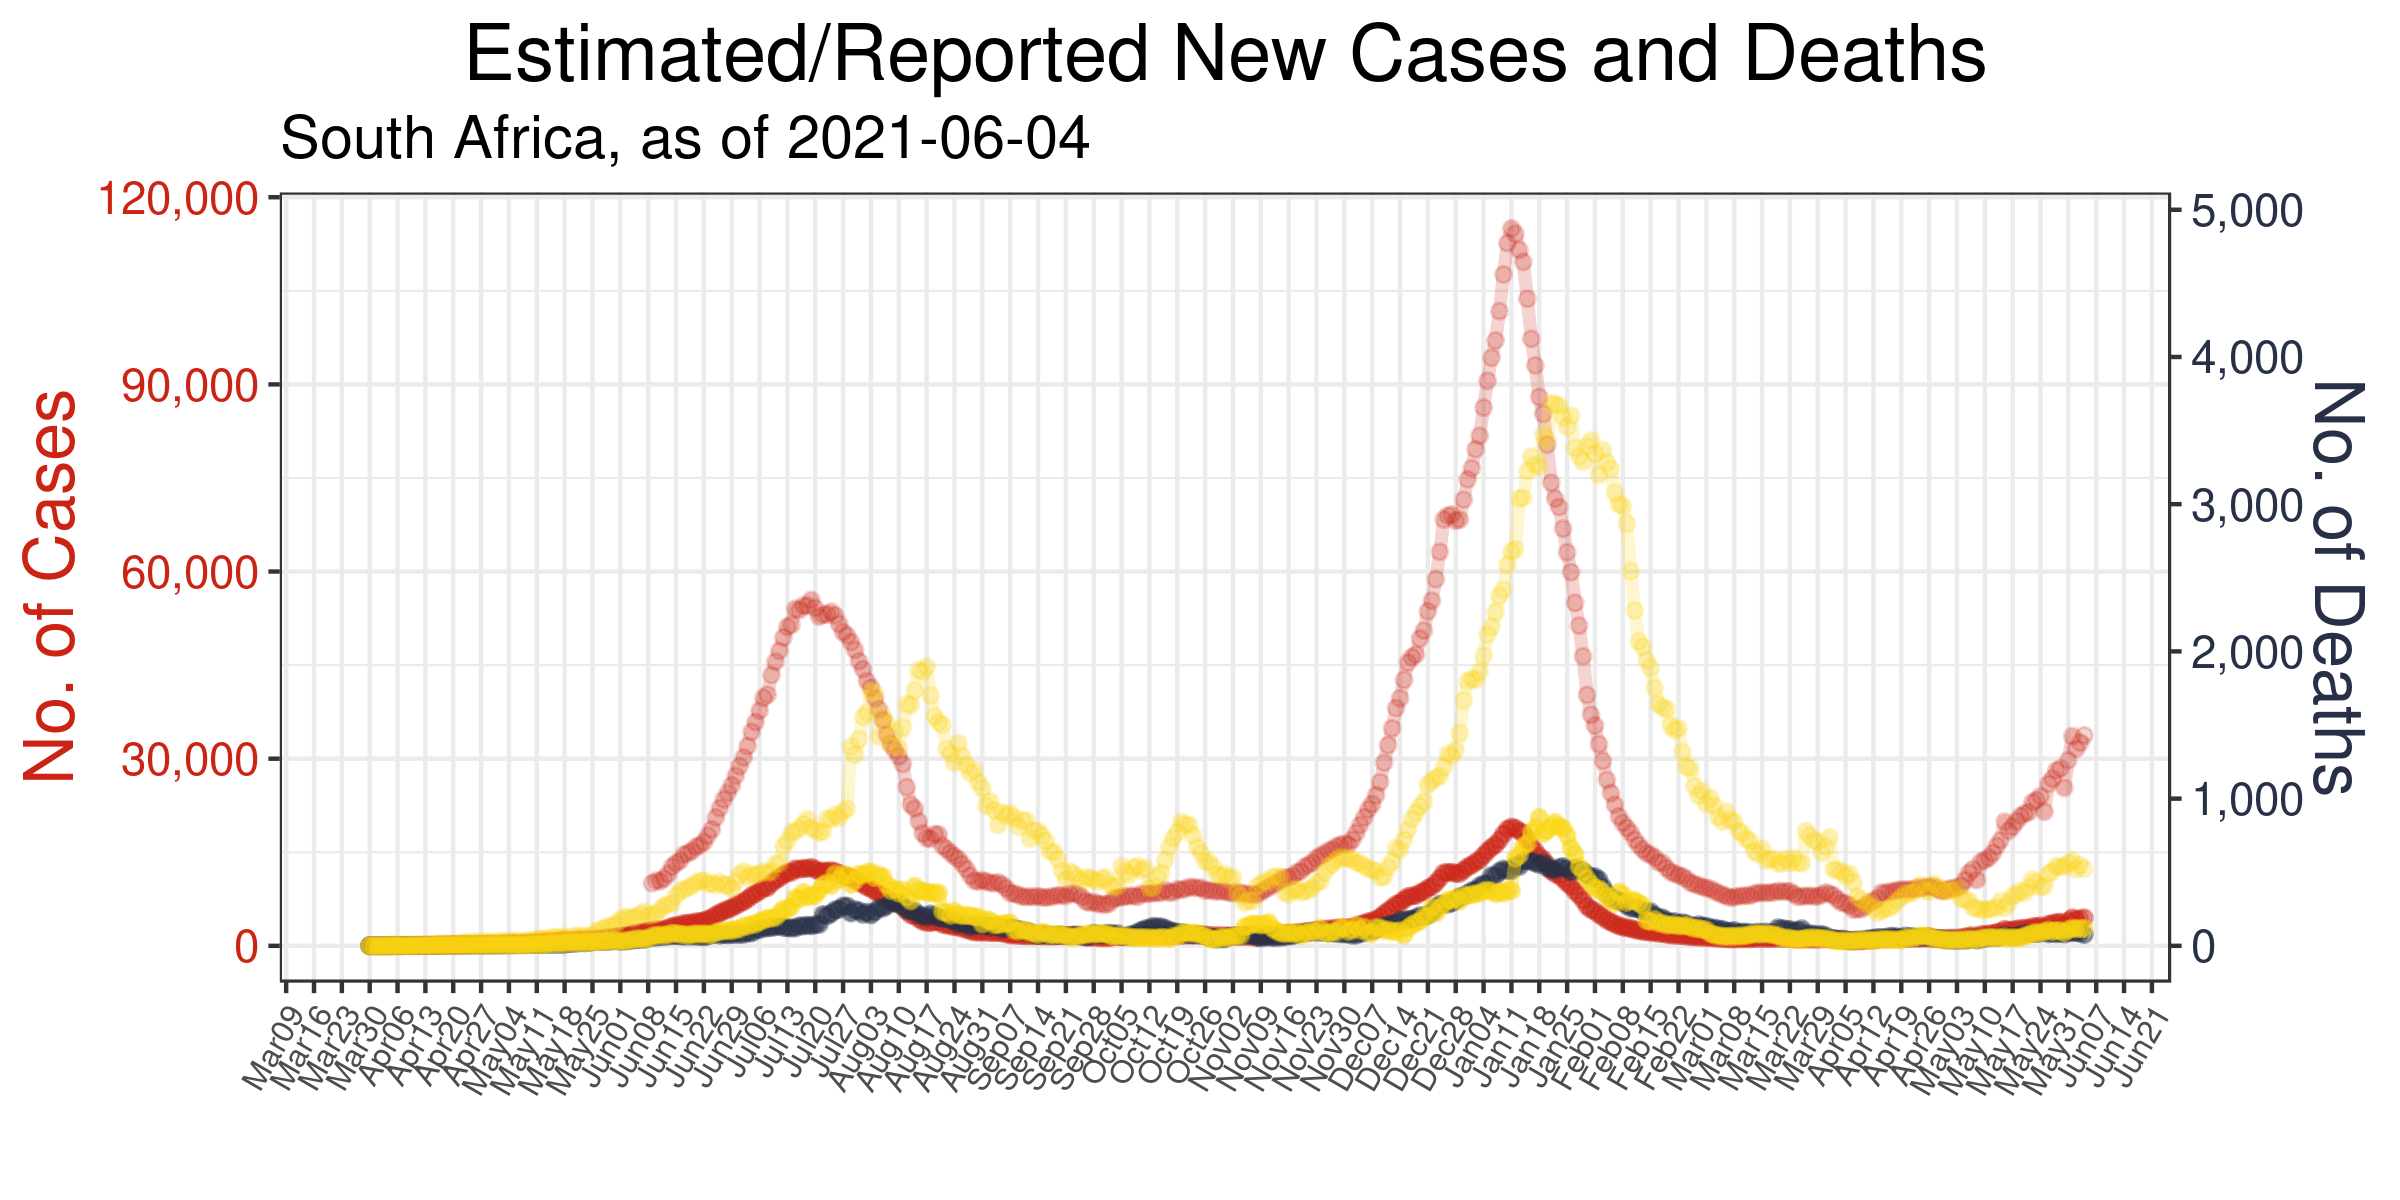 Estimated/Reported New Cases and Deaths
South Africa, as of 2021-06-04
No. of Cases
120,000
90,000
60,000
30,000
0
5,000
4,000
3,000
2,000
1,000
0
No. of Deaths
Mar09
Mar16
Mar23
Mar30
Apr06
Apr13
Apr20
Apr27
May04
May11
May18
May25
Jun01
Jun08
Jun15
Jun22
Jun29
Jul06
Jul13
Jul20
Jul27
Aug03
Aug10
Aug17
Aug24
Aug31
Sep07
Sep14
Sep21
Sep28
Oct05
Oct12
Oct19
Oct26
Nov02
Nov09
Nov16
Nov23
Nov30
Dec07
Dec14
Dec21
Dec28
Jan04
Jan11
Jan18
Jan25
Feb01
Feb08
Feb15
Feb22
Mar01
Mar08
Mar15
Mar22
Mar29
Apr05
Apr12
Apr19
Apr26
May03
May10
May17
May24
May31
Jun07
Jun14
Jun21